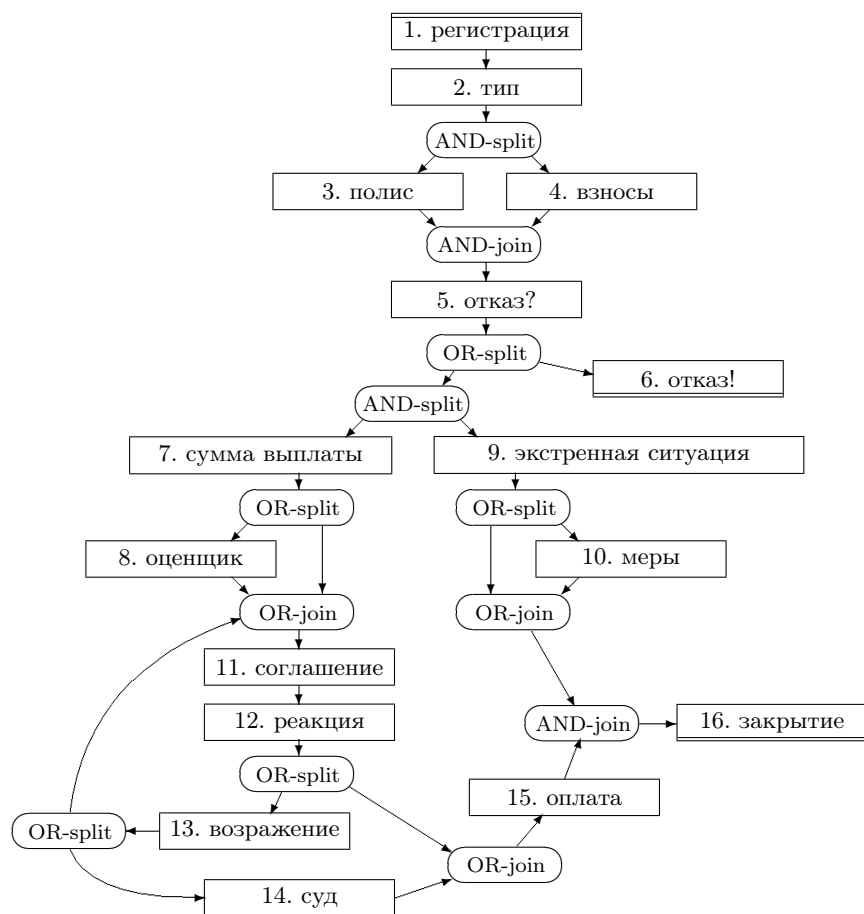 1. регистрация
2. тип
AND-split
3. полис
4. взносы
AND-join
5. отказ?
OR-split
6. отказ!
AND-split
7. сумма выплаты
9. экстренная ситуация
OR-split
OR-split
8. оценщик
10. меры
OR-join
OR-join
11. соглашение
12. реакция
AND-join
16. закрытие
OR-split
15. оплата
OR-split
13. возражение
OR-join
14. суд